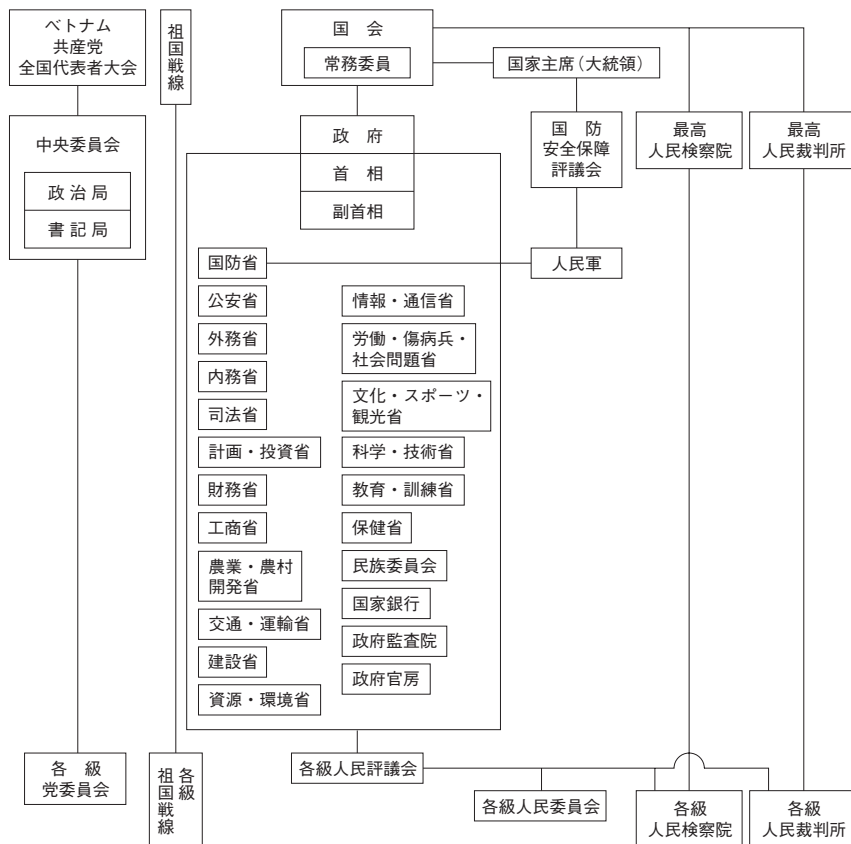 ベトナム
共産党
全国代表者大会
中央委員会
政治局
書記局
各　級
党委員会
祖国戦線
各級
祖国戦線
国　会
常務委員
国家主席（大統領）
政　府
首　相
副首相
国　防
安全保障
評議会
人民軍
最高
人民検察院
最高
人民裁判所
国防省
公安省
外務省
内務省
司法省
計画・投資省
財務省
工商省
農業・農村
開発省
交通・運輸省
建設省
資源・環境省
情報・通信省
労働・傷病兵・
社会問題省
文化・スポーツ・
観光省
科学・技術省
教育・訓練省
保健省
民族委員会
国家銀行
政府監査院
政府官房
各級人民評議会
各級人民委員会
各級
人民検察院
各級
人民裁判所